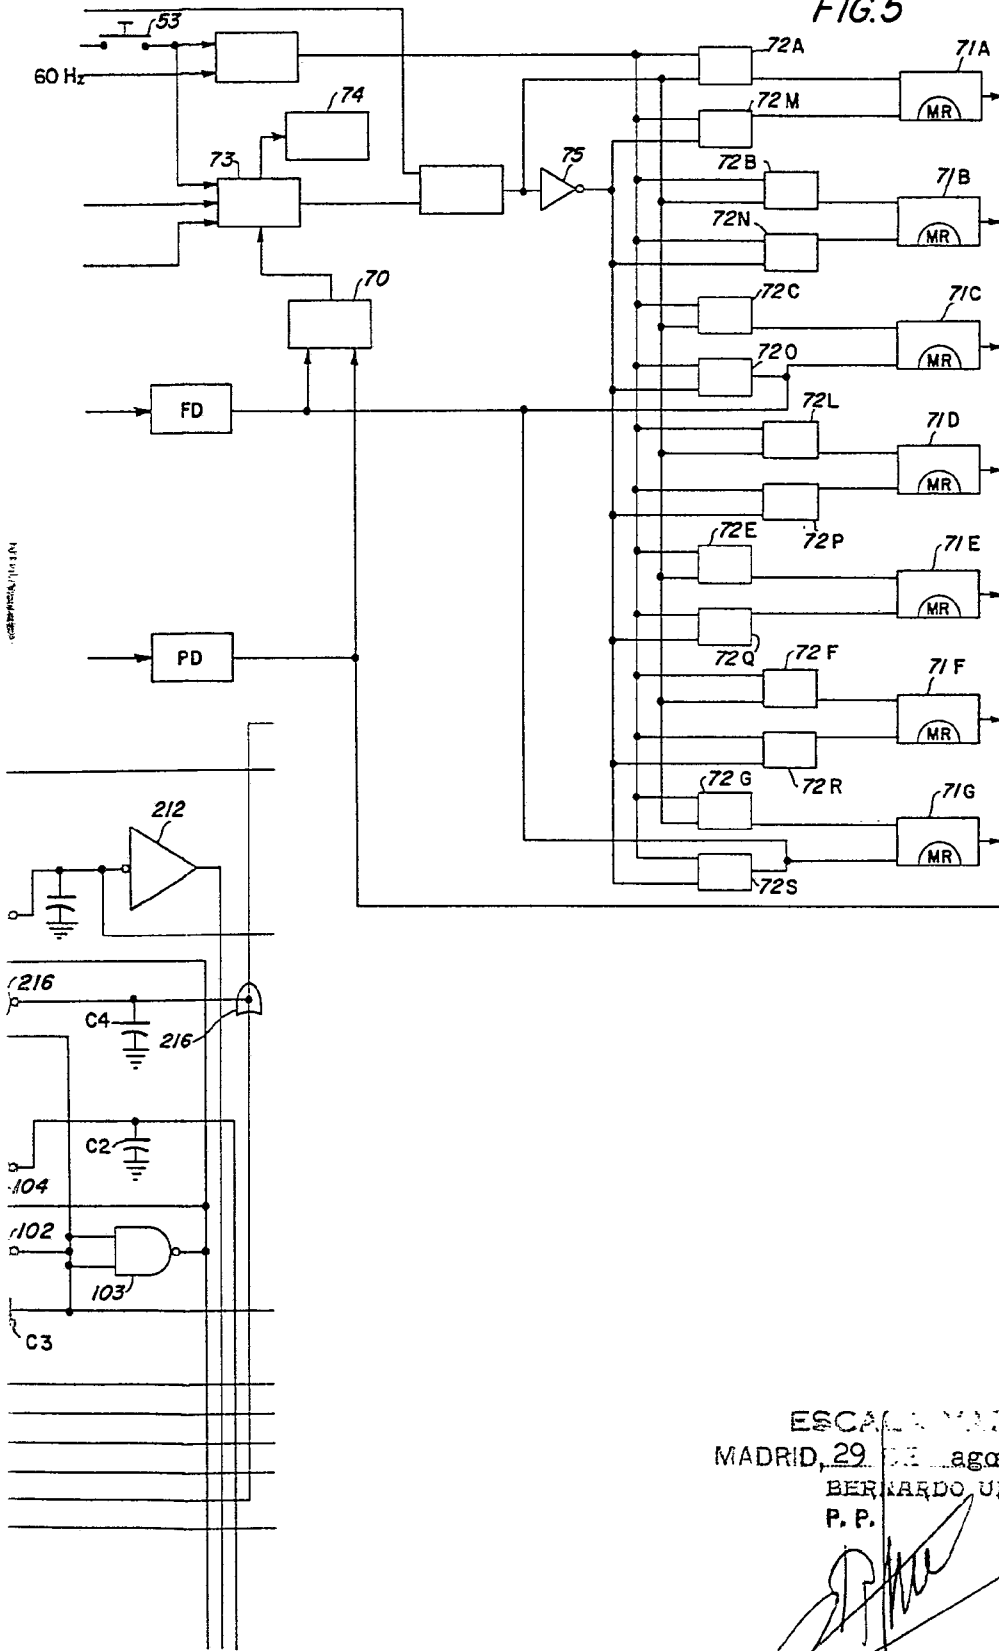 FIG.5
53
60 Hz
74
73
75
70
FD
PD
72A
72M
72B
72N
72C
72O
72L
72P
72E
72Q
72F
72R
72G
72S
71A
MR
71B
MR
71C
MR
71D
MR
71E
MR
71F
MR
71G
MR
212
216
C4
216
C2
104
102
103
C3
MADRID, 29
BERNARDO
P. P.